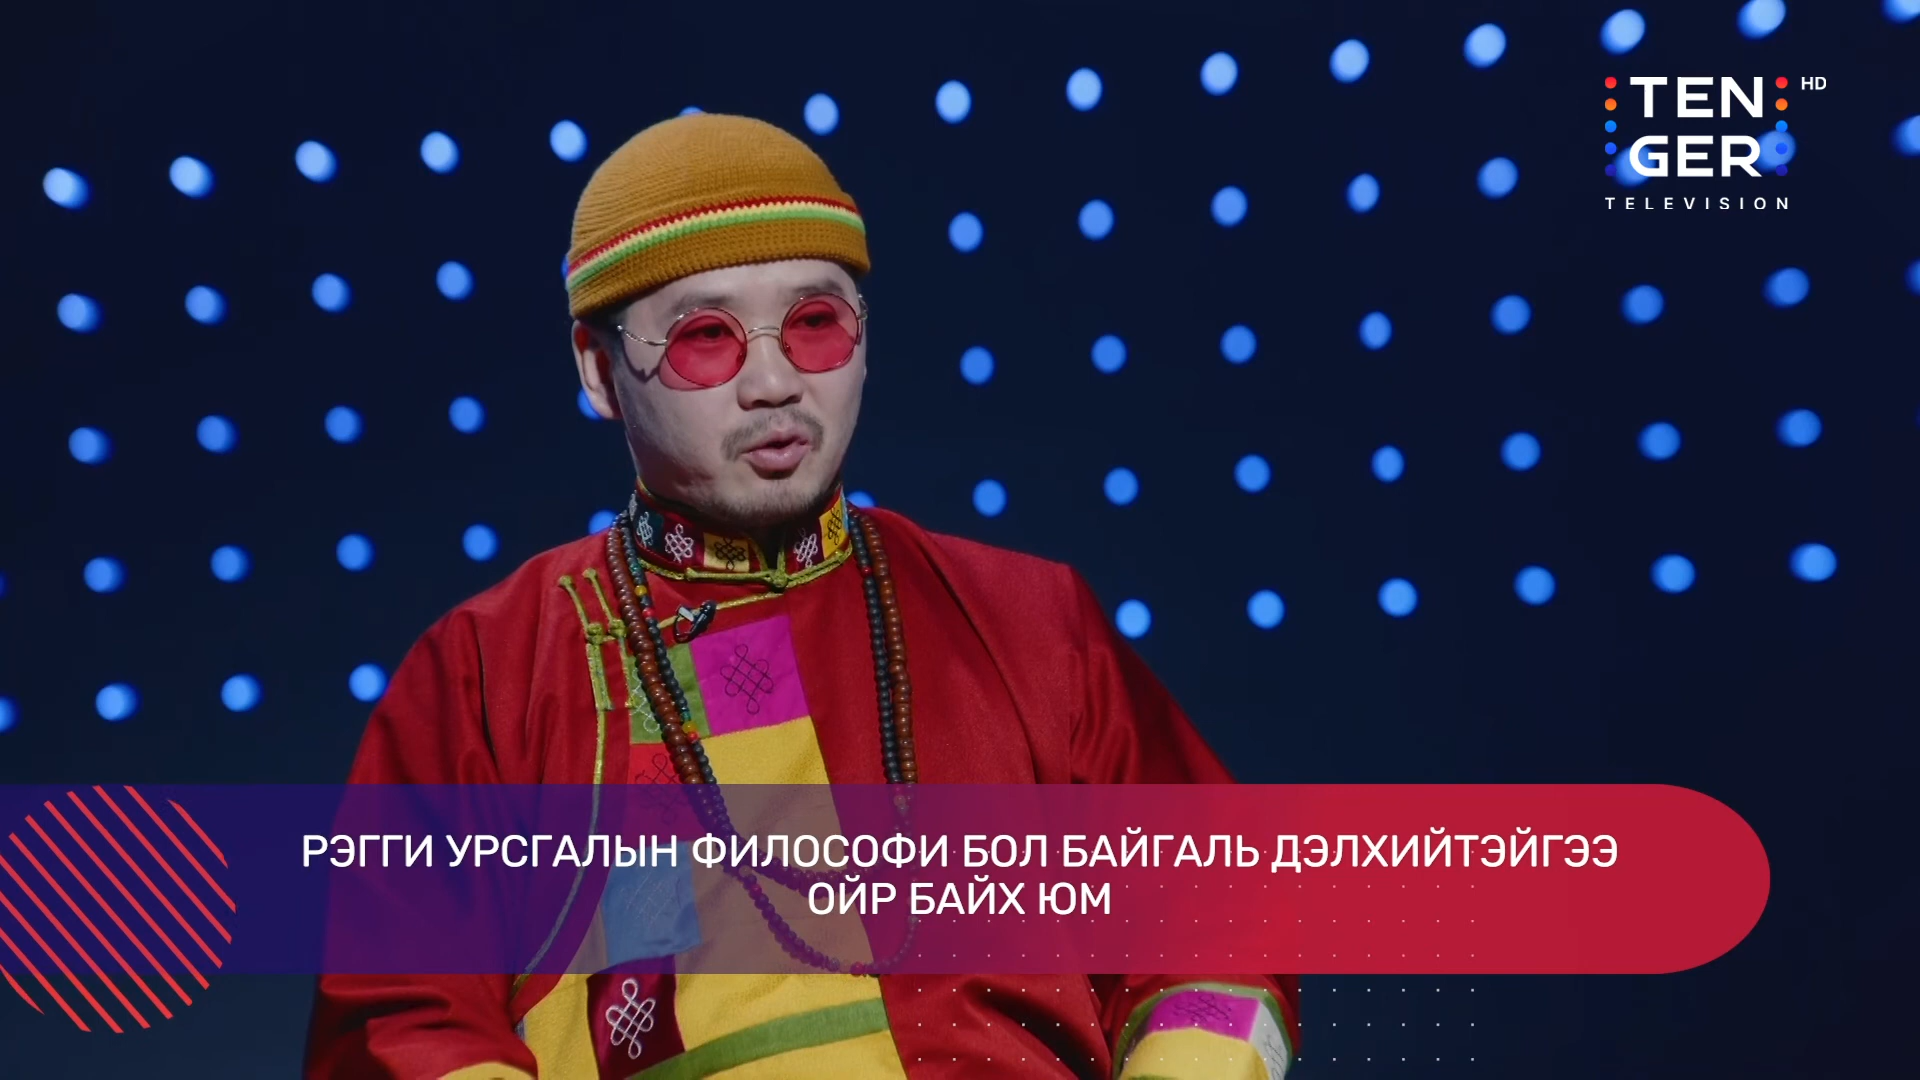 TEN HD
GER
TELEVISION
РЭГГИ УРСГАЛЫН ФИЛОСОФИ БОЛ БАЙГАЛЬ ДЭЛХИЙТЭЙГЭЭ
ОЙР БАЙХ ЮМ